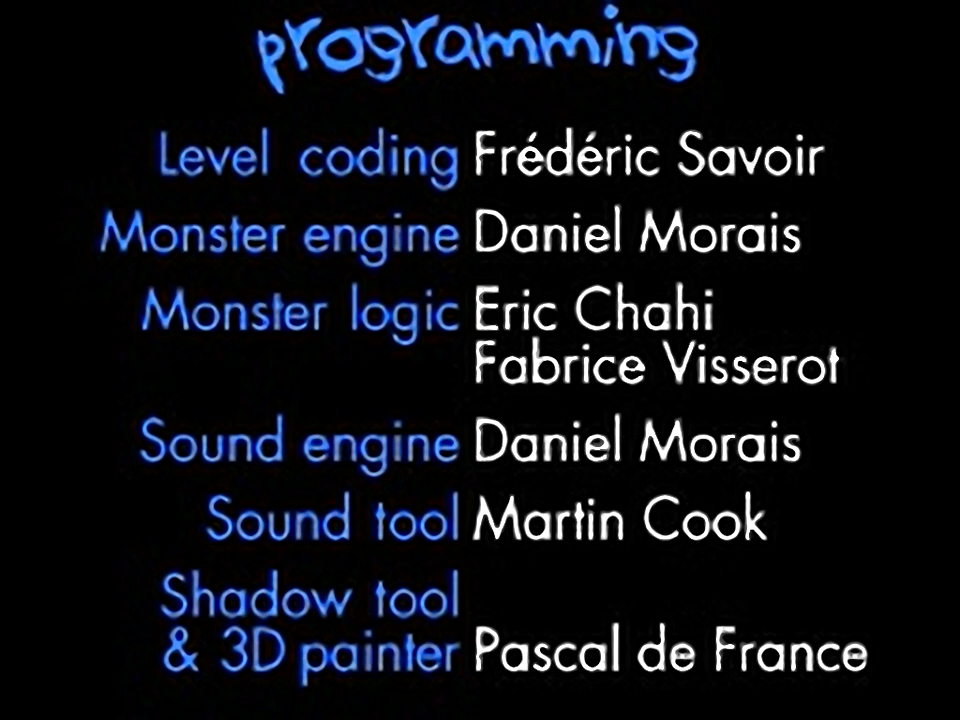 programming
Level coding Frédéric Savoir
Monster engine Daniel Morais
Monster logic Eric Chahi
Fabrice Visserot
Sound engine Daniel Morais
Sound tool Martin Cook
Shadow tool
& 3D painter Pascal de France